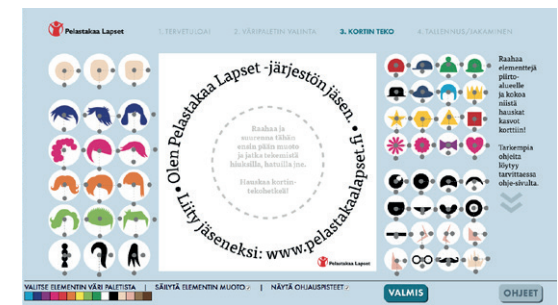 Pelastakaa Lapset
1. TERVETULOA!
2. VÄRIPALETIN VALINTA
3. KORTIN TEKO
4. TALLENNUS/JAKAMINEN
Olen Pelastakaa Lapset -järjestön jäsen.
• Liity jäseneksi: www.pelastakaalapset.fi •
Raahaa ja
suurenna tähän
ensin pään muoto
ja jatka tekemistä
hiuksilla, hatuilla jne.
Hauskaa kortin-
tekohetkeä!
Pelastakaa Lapset
Raahaa
elementtejä
piirto-
alueelle
ja kokoa
niistä
hauskat
kasvot
korttiin!
Tarkempia
ohjeita
löytyy
tarvittaessa
ohje-sivulta.
VALITSE ELEMENTIN VÄRI PALETISTA | SÄILYTÄ ELEMENTIN MUOTO | NÄYTÄ OHJAUSPISTEET
VALMIS
OHJEET